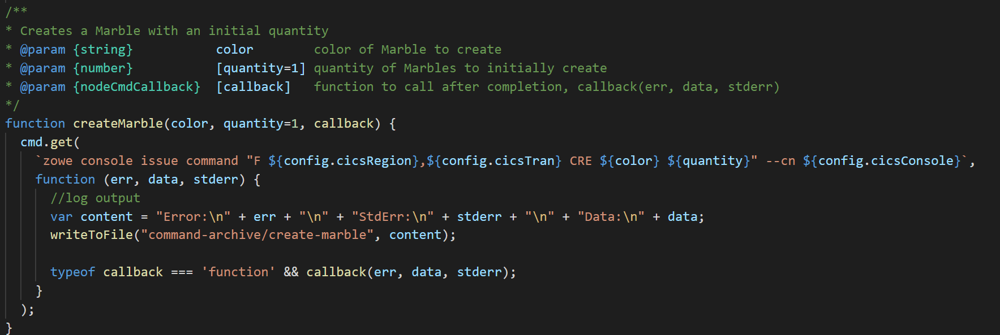 /**
* Creates a Marble with an initial quantity
* @param {string}           color        color of Marble to create
* @param {number}           [quantity=1] quantity of Marbles to initially create
* @param {nodeCmdCallback}  [callback]   function to call after completion, callback(err, data, stderr)
*/
function createMarble(color, quantity=1, callback) {
  cmd.get(
    `zowe console issue command "F ${config.cicsRegion},${config.cicsTran} CRE ${color} ${quantity}" --cn ${config.cicsConsole}`,
    function (err, data, stderr) {
      //log output
      var content = "Error:\n" + err + "\n" + "StdErr:\n" + stderr + "\n" + "Data:\n" + data;
      writeToFile("command-archive/create-marble", content);

      typeof callback === 'function' && callback(err, data, stderr);
    }
  );
}